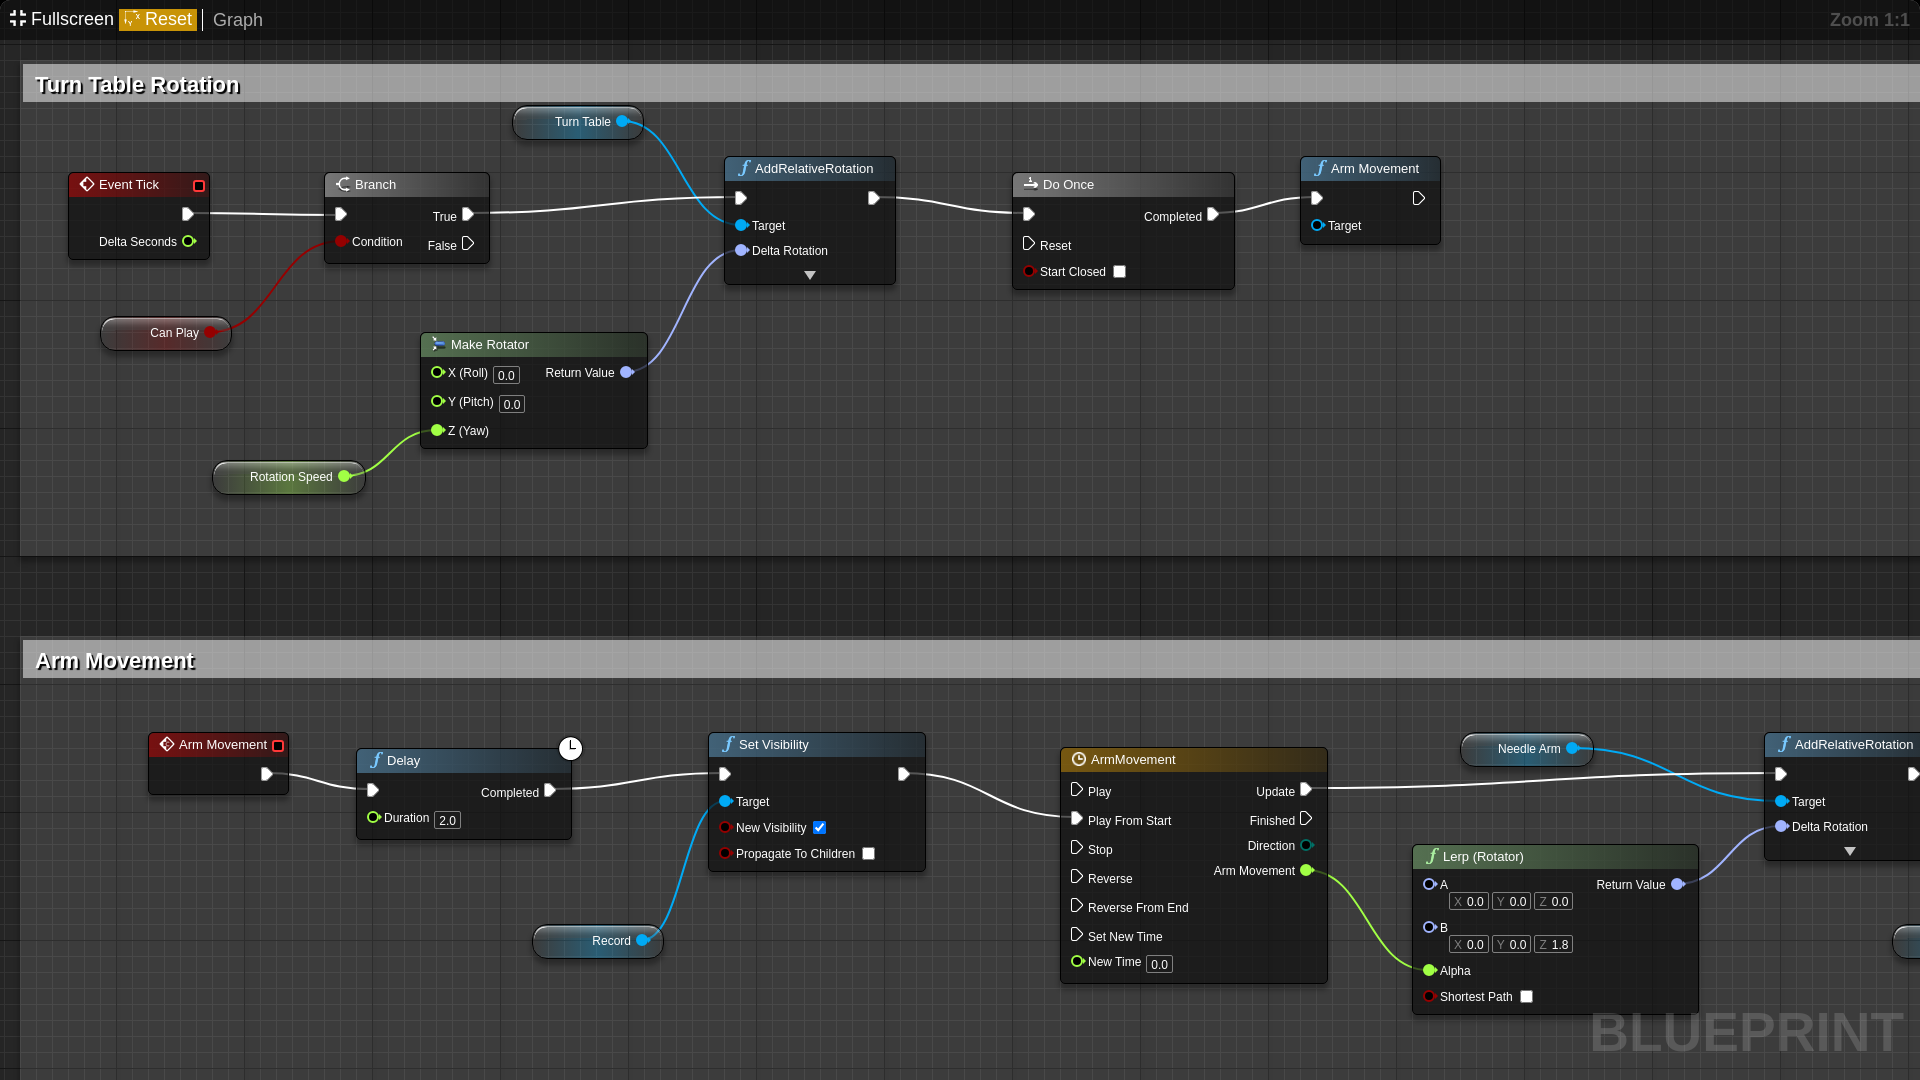 Fullscreen Reset Graph Zoom 1:1
Turn Table Rotation
Turn Table
Event Tick
Delta Seconds
Branch
True
Condition
False
AddRelativeRotation
Target
Delta Rotation
Do Once
Completed
Reset
Start Closed
Arm Movement
Target
Can Play
Make Rotator
X (Roll) 0.0 Return Value
Y (Pitch) 0.0
Z (Yaw)
Rotation Speed
Arm Movement
Arm Movement
Delay
Completed
Duration 2.0
Set Visibility
Target
New Visibility
Propagate To Children
Record
ArmMovement
Play Update
Play From Start Finished
Stop Direction
Reverse Arm Movement
Reverse From End
Set New Time
New Time 0.0
Needle Arm
AddRelativeRotation
Target
Delta Rotation
Lerp (Rotator)
A Return Value
X 0.0 Y 0.0 Z 0.0
B
X 0.0 Y 0.0 Z 1.8
Alpha
Shortest Path
BLUEPRINT